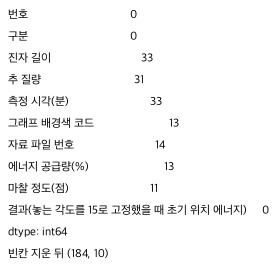 번호 0
구분 0
진자 길이 33
추 질량 31
측정 시각(분) 33
그래프 배경색 코드 13
자료 파일 번호 14
에너지 공급량(%) 13
마찰 정도(점) 11
결과(놓는 각도를 15로 고정했을 때 초기 위치 에너지) 0
dtype: int64
빈칸 지운 뒤 (184, 10)